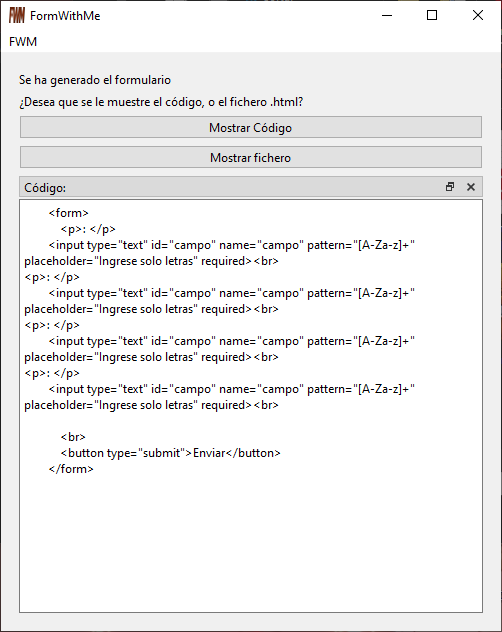 FWM FormWithMe
FWM
Se ha generado el formulario
¿Desea que se le muestre el código, o el fichero .html?
Mostrar Código
Mostrar fichero
Código:
<form>
<p>: </p>
<input type="text" id="campo" name="campo" pattern="[A-Za-z]+"
placeholder="Ingrese solo letras" required><br>
<p>: </p>
<input type="text" id="campo" name="campo" pattern="[A-Za-z]+"
placeholder="Ingrese solo letras" required><br>
<p>: </p>
<input type="text" id="campo" name="campo" pattern="[A-Za-z]+"
placeholder="Ingrese solo letras" required><br>
<p>: </p>
<input type="text" id="campo" name="campo" pattern="[A-Za-z]+"
placeholder="Ingrese solo letras" required><br>
<br>
<button type="submit">Enviar</button>
</form>